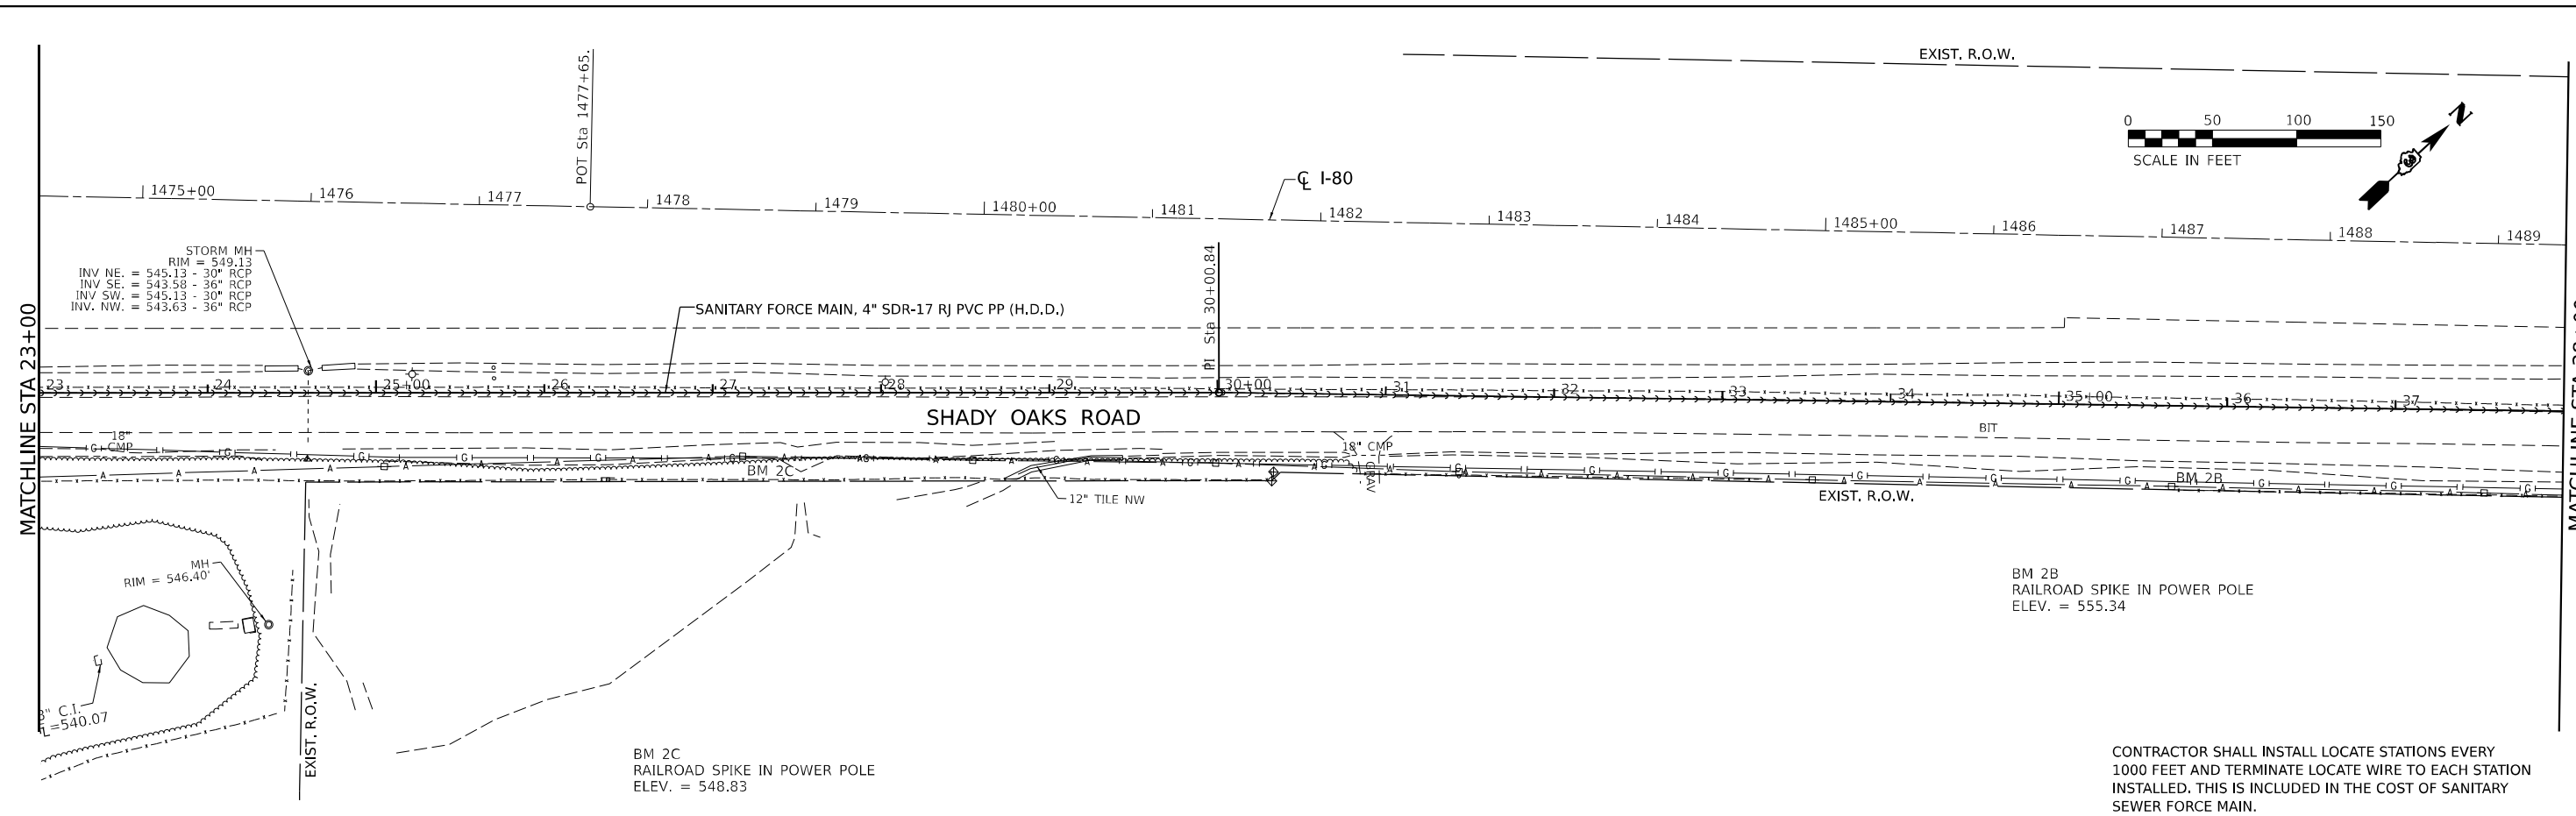 EXIST. R.O.W.
POT Sta 1477+65.
N
0 50 100 150
SCALE IN FEET
℄ I-80
1475+00 1476 1477 1478 1479 1480+00 1481 1482 1483 1484 1485+00 1486 1487 1488 1489
STORM MH
RIM = 549.13
INV NE. = 545.13 - 30" RCP
INV SE. = 543.58 - 36" RCP
INV SW. = 545.13 - 30" RCP
INV. NW. = 543.63 - 36" RCP
PI Sta 30+00.84
SANITARY FORCE MAIN, 4" SDR-17 RJ PVC PP (H.D.D.)
MATCHLINE STA 23+00
MATCHLINE STA
23 24 25+00 26 27 28 29 30+00 31 32 33 34 35+00 36 37
SHADY OAKS ROAD
BIT
18"
CMP
18" CMP
BM 2C
GRAV
BM 2B
12" TILE NW
EXIST. R.O.W.
MH
RIM = 546.40'
BM 2B
RAILROAD SPIKE IN POWER POLE
ELEV. = 555.34
C.I.
=540.07
EXIST. R.O.W.
BM 2C
RAILROAD SPIKE IN POWER POLE
ELEV. = 548.83
CONTRACTOR SHALL INSTALL LOCATE STATIONS EVERY
1000 FEET AND TERMINATE LOCATE WIRE TO EACH STATION
INSTALLED. THIS IS INCLUDED IN THE COST OF SANITARY
SEWER FORCE MAIN.